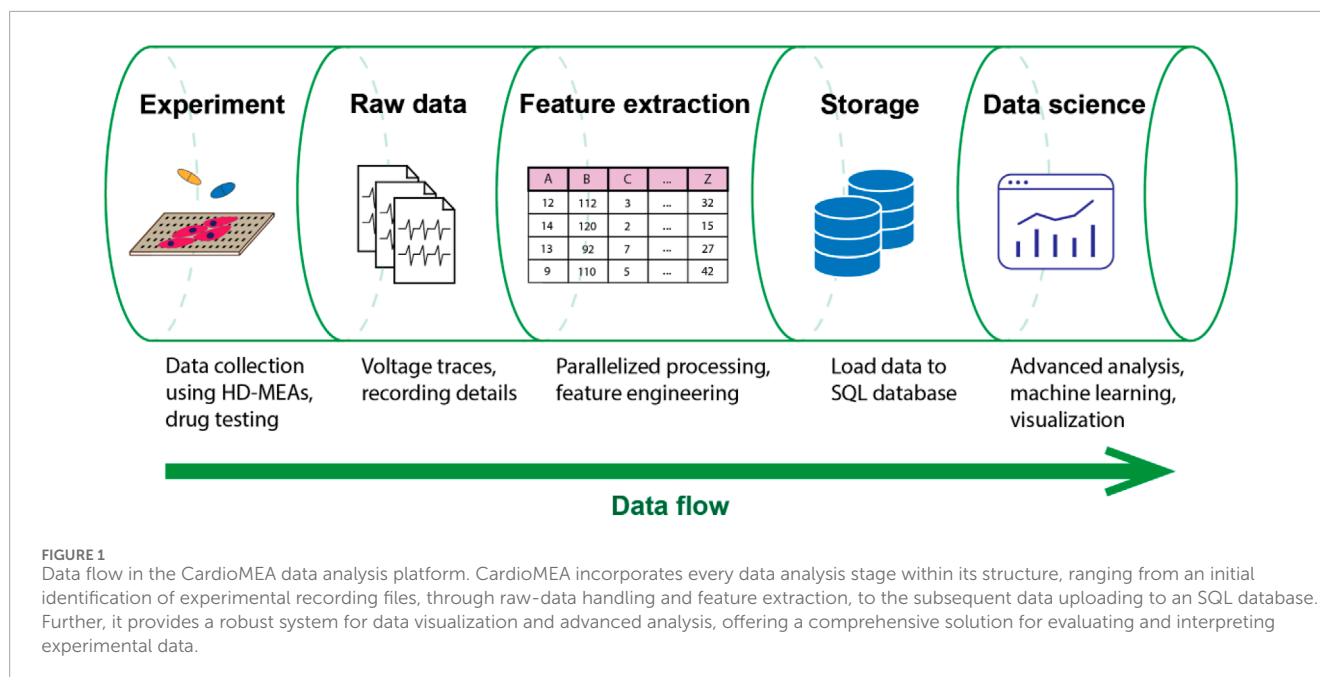 Experiment
Raw data
Feature extraction
Storage
Data science
A B C ... Z
12 112 3 ... 32
14 120 2 ... 15
13 92 7 ... 27
9 110 5 ... 42
Data collection
using HD-MEAs,
drug testing
Voltage traces,
recording details
Parallelized processing,
feature engineering
Load data to
SQL database
Advanced analysis,
machine learning,
visualization
Data flow
FIGURE 1
Data flow in the CardioMEA data analysis platform. CardioMEA incorporates every data analysis stage within its structure, ranging from an initial
identification of experimental recording files, through raw-data handling and feature extraction, to the subsequent data uploading to an SQL database.
Further, it provides a robust system for data visualization and advanced analysis, offering a comprehensive solution for evaluating and interpreting
experimental data.